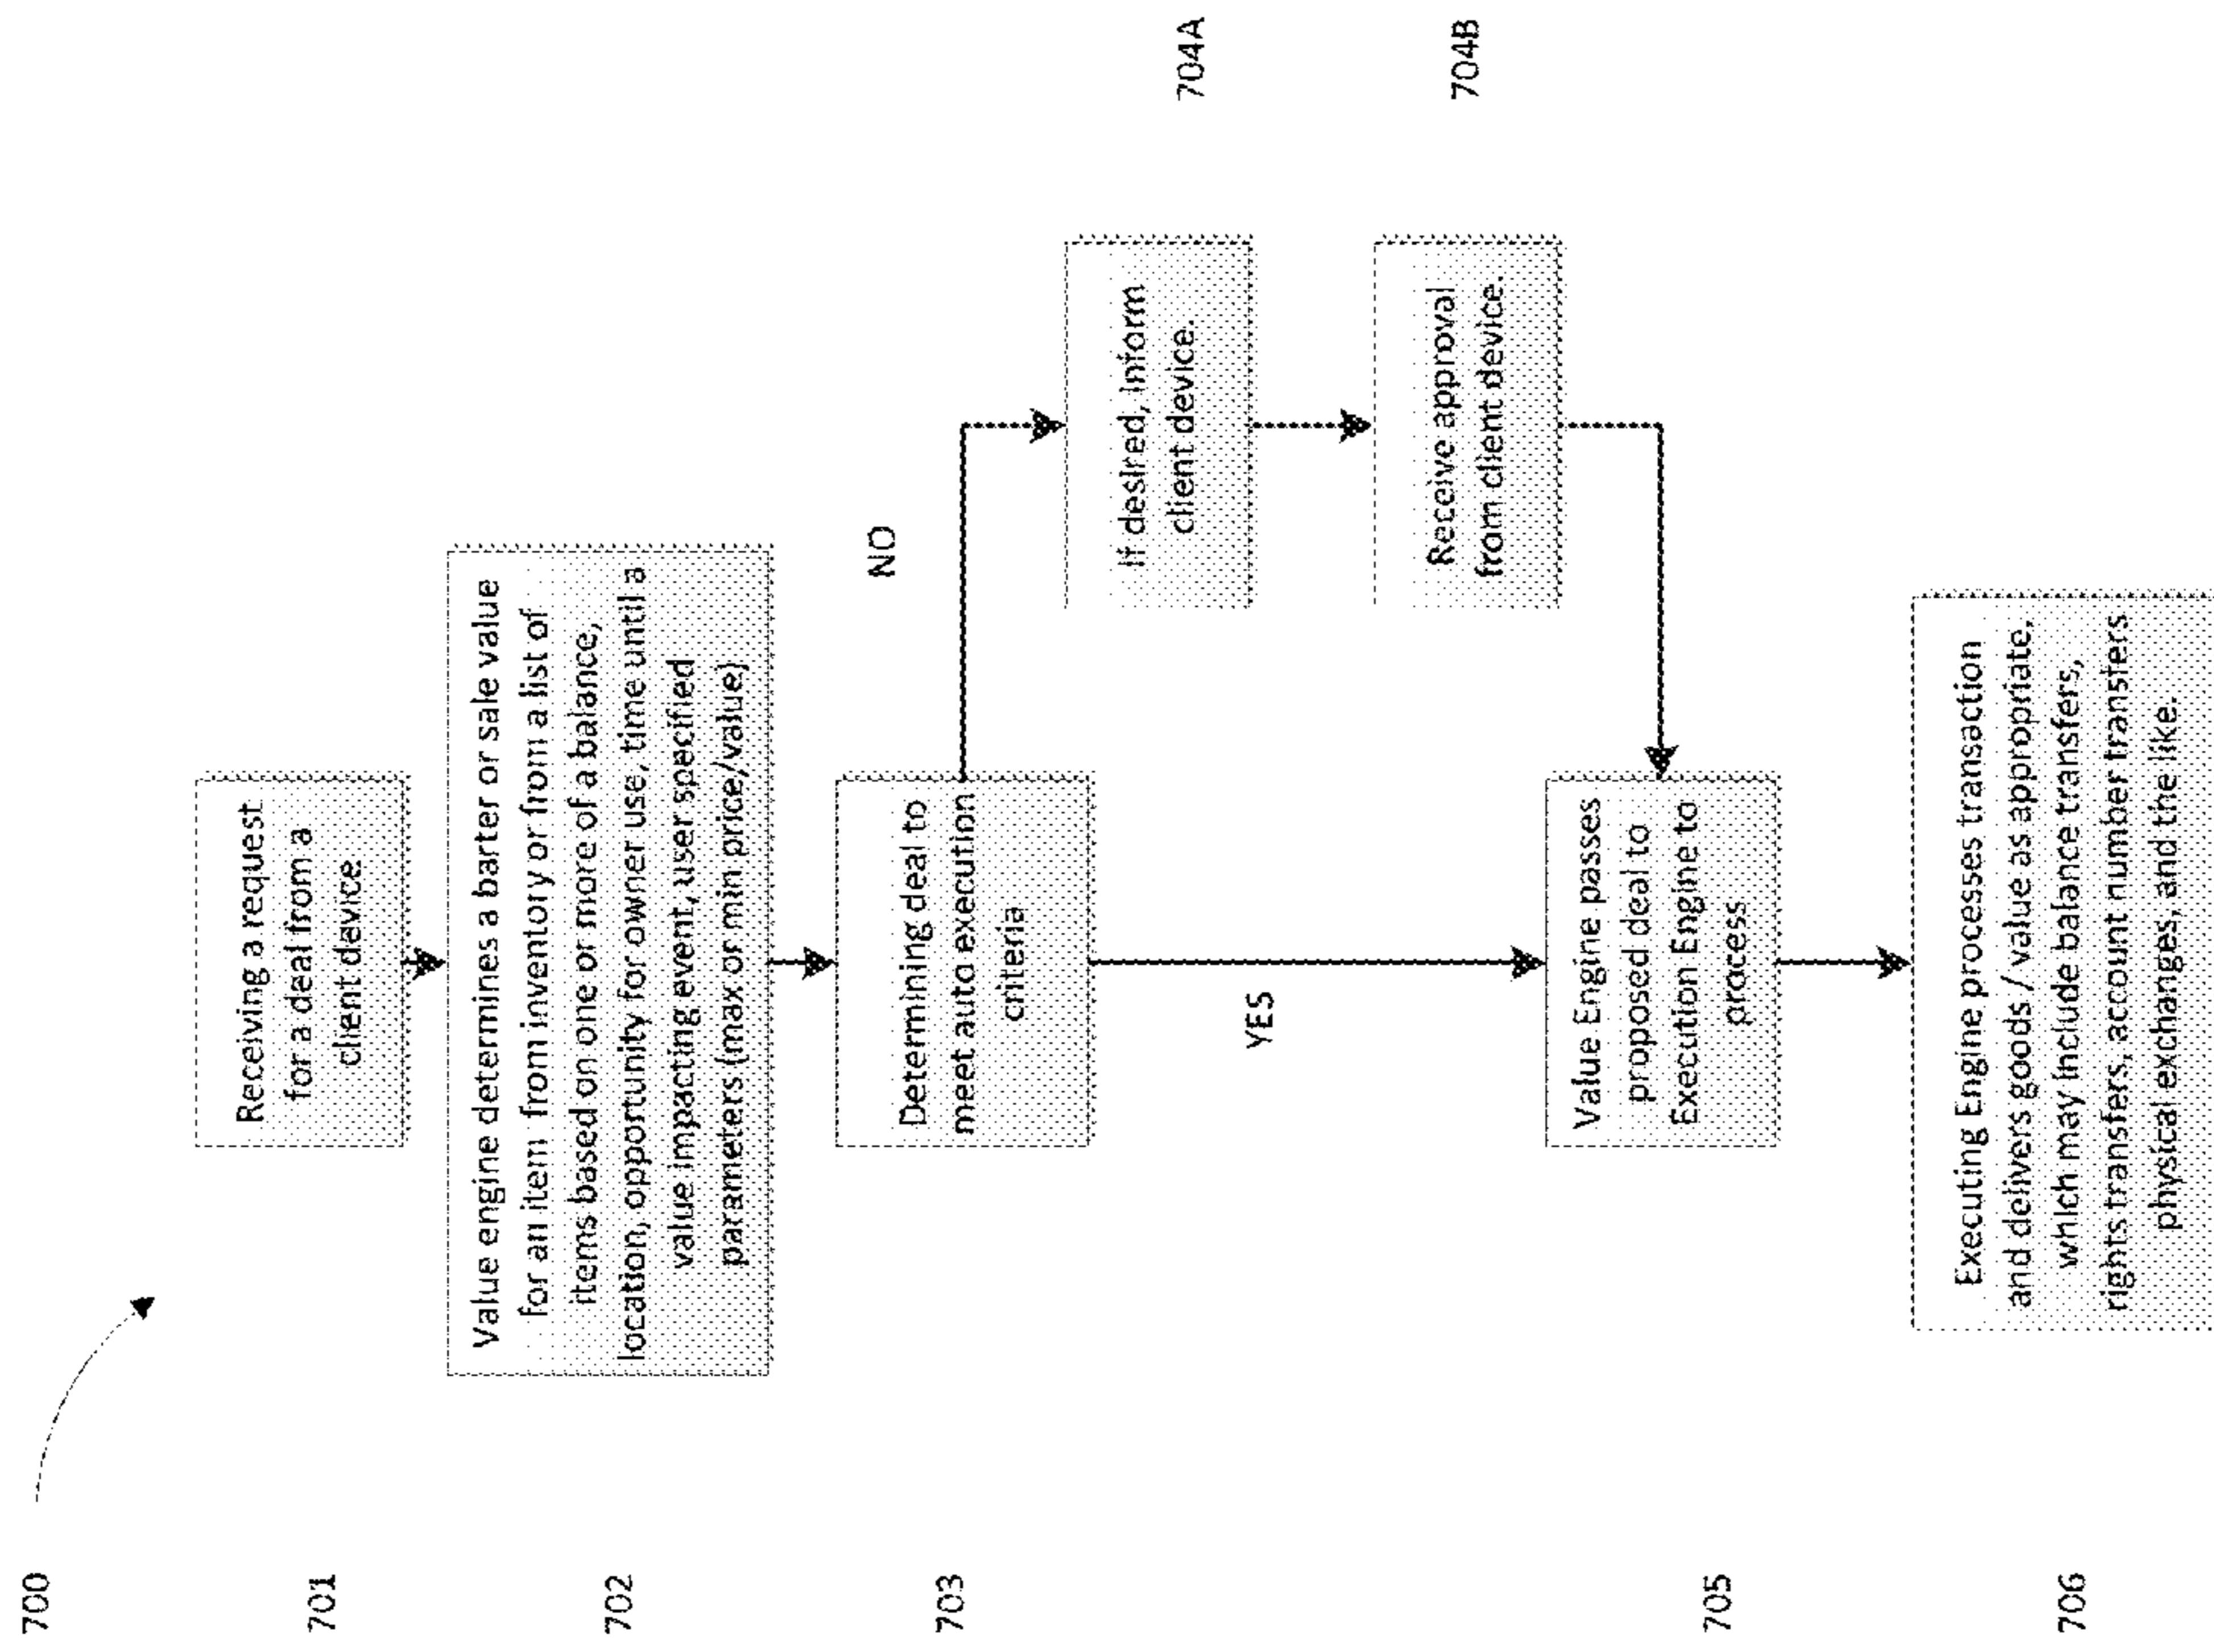 700
701
Receiving a request
for a deal from a
client device
702
Value engine determines a barter or sale value
for an item from inventory or from a list of
items based on one or more of a balance,
location, opportunity for owner use, time until a
value impacting event, user specified
parameters (max or min price/value)
703
Determining deal to
meet auto execution
criteria
NO
704A
If desired, inform
client device.
704B
Receive approval
from client device.
YES
705
Value Engine passes
proposed deal to
Execution Engine to
process
706
Executing Engine processes transaction
and delivers goods / value as appropriate,
which may include balance transfers,
rights transfers, account number transfers
physical exchanges, and the like.